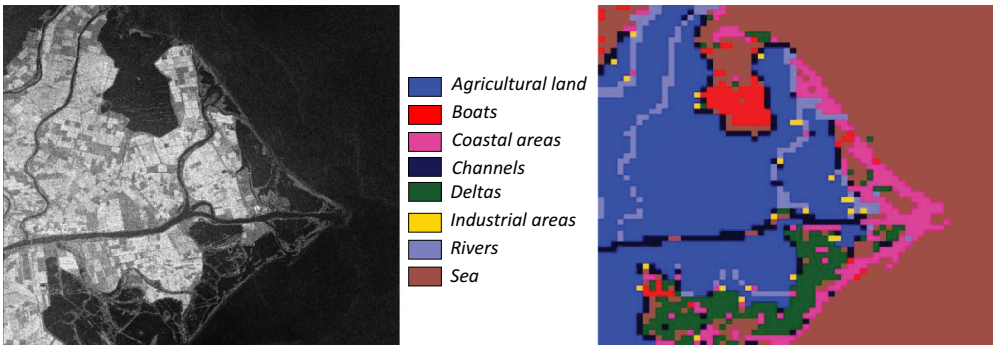 Agricultural land
Boats
Coastal areas
Channels
Deltas
Industrial areas
Rivers
Sea